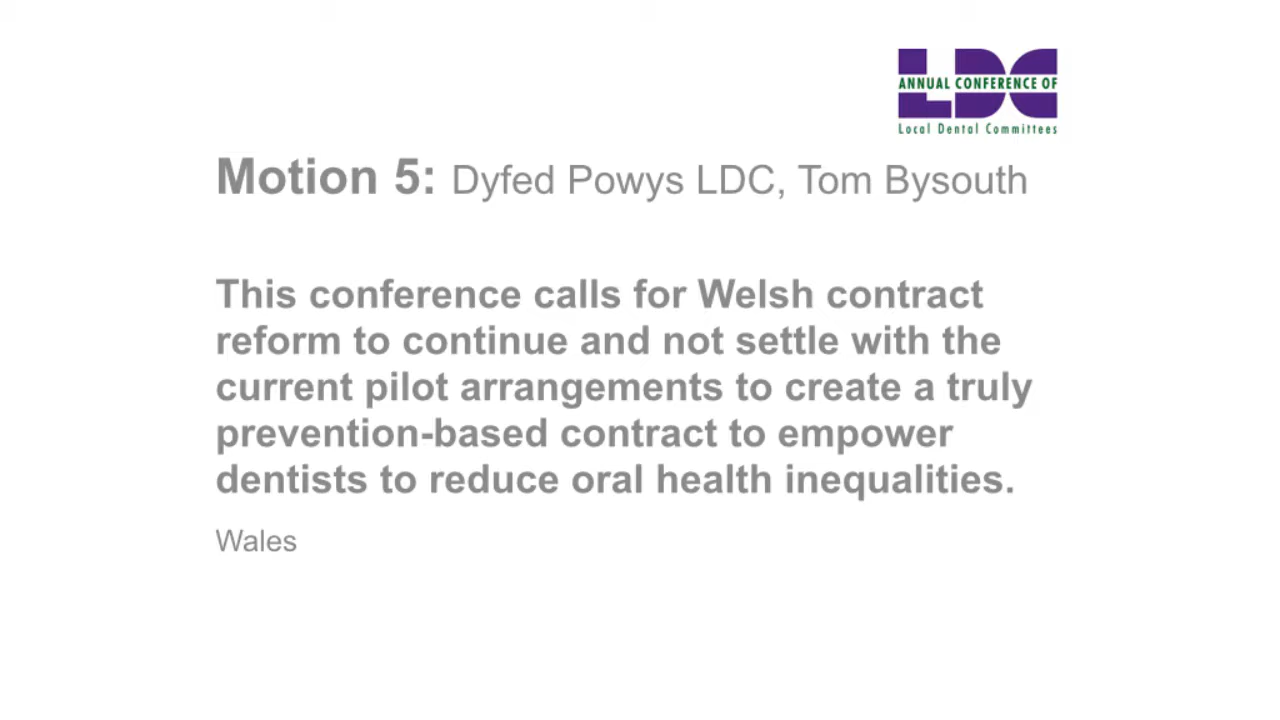 LDC
ANNUAL CONFERENCE OF
Local Dental Committees
Motion 5: Dyfed Powys LDC, Tom Bysouth
This conference calls for Welsh contract
reform to continue and not settle with the
current pilot arrangements to create a truly
prevention-based contract to empower
dentists to reduce oral health inequalities.
Wales